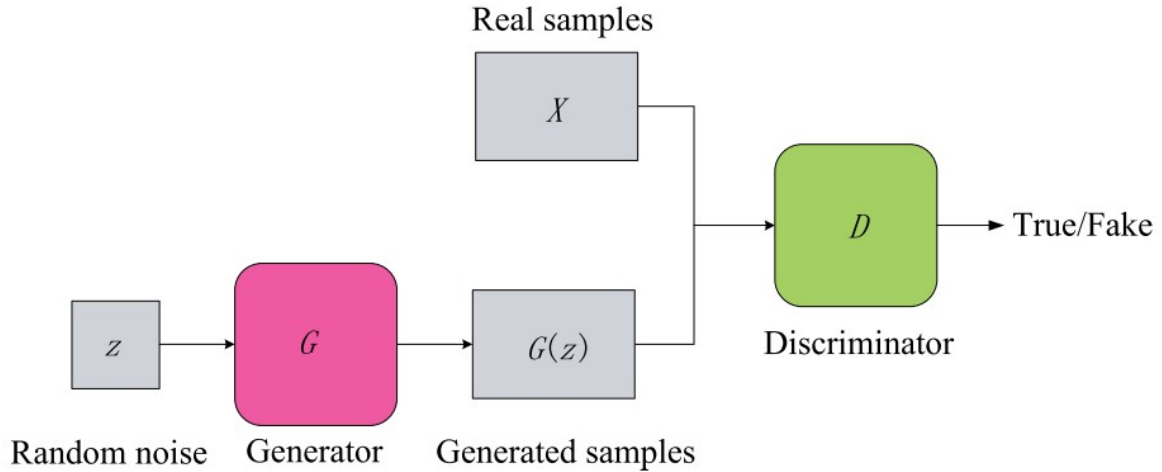 Real samples
X
D
True/Fake
z
G
G(z)
Discriminator
Random noise
Generator
Generated samples